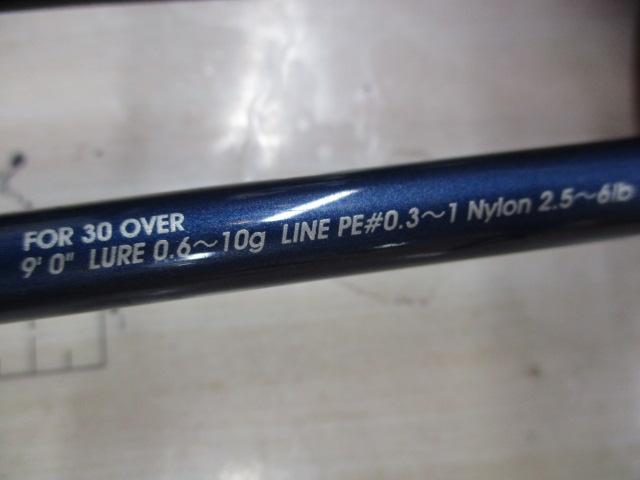 FOR 30 OVER
9' 0" LURE 0.6~10g LINE PE#0.3~1 Nylon 2.5~6lb